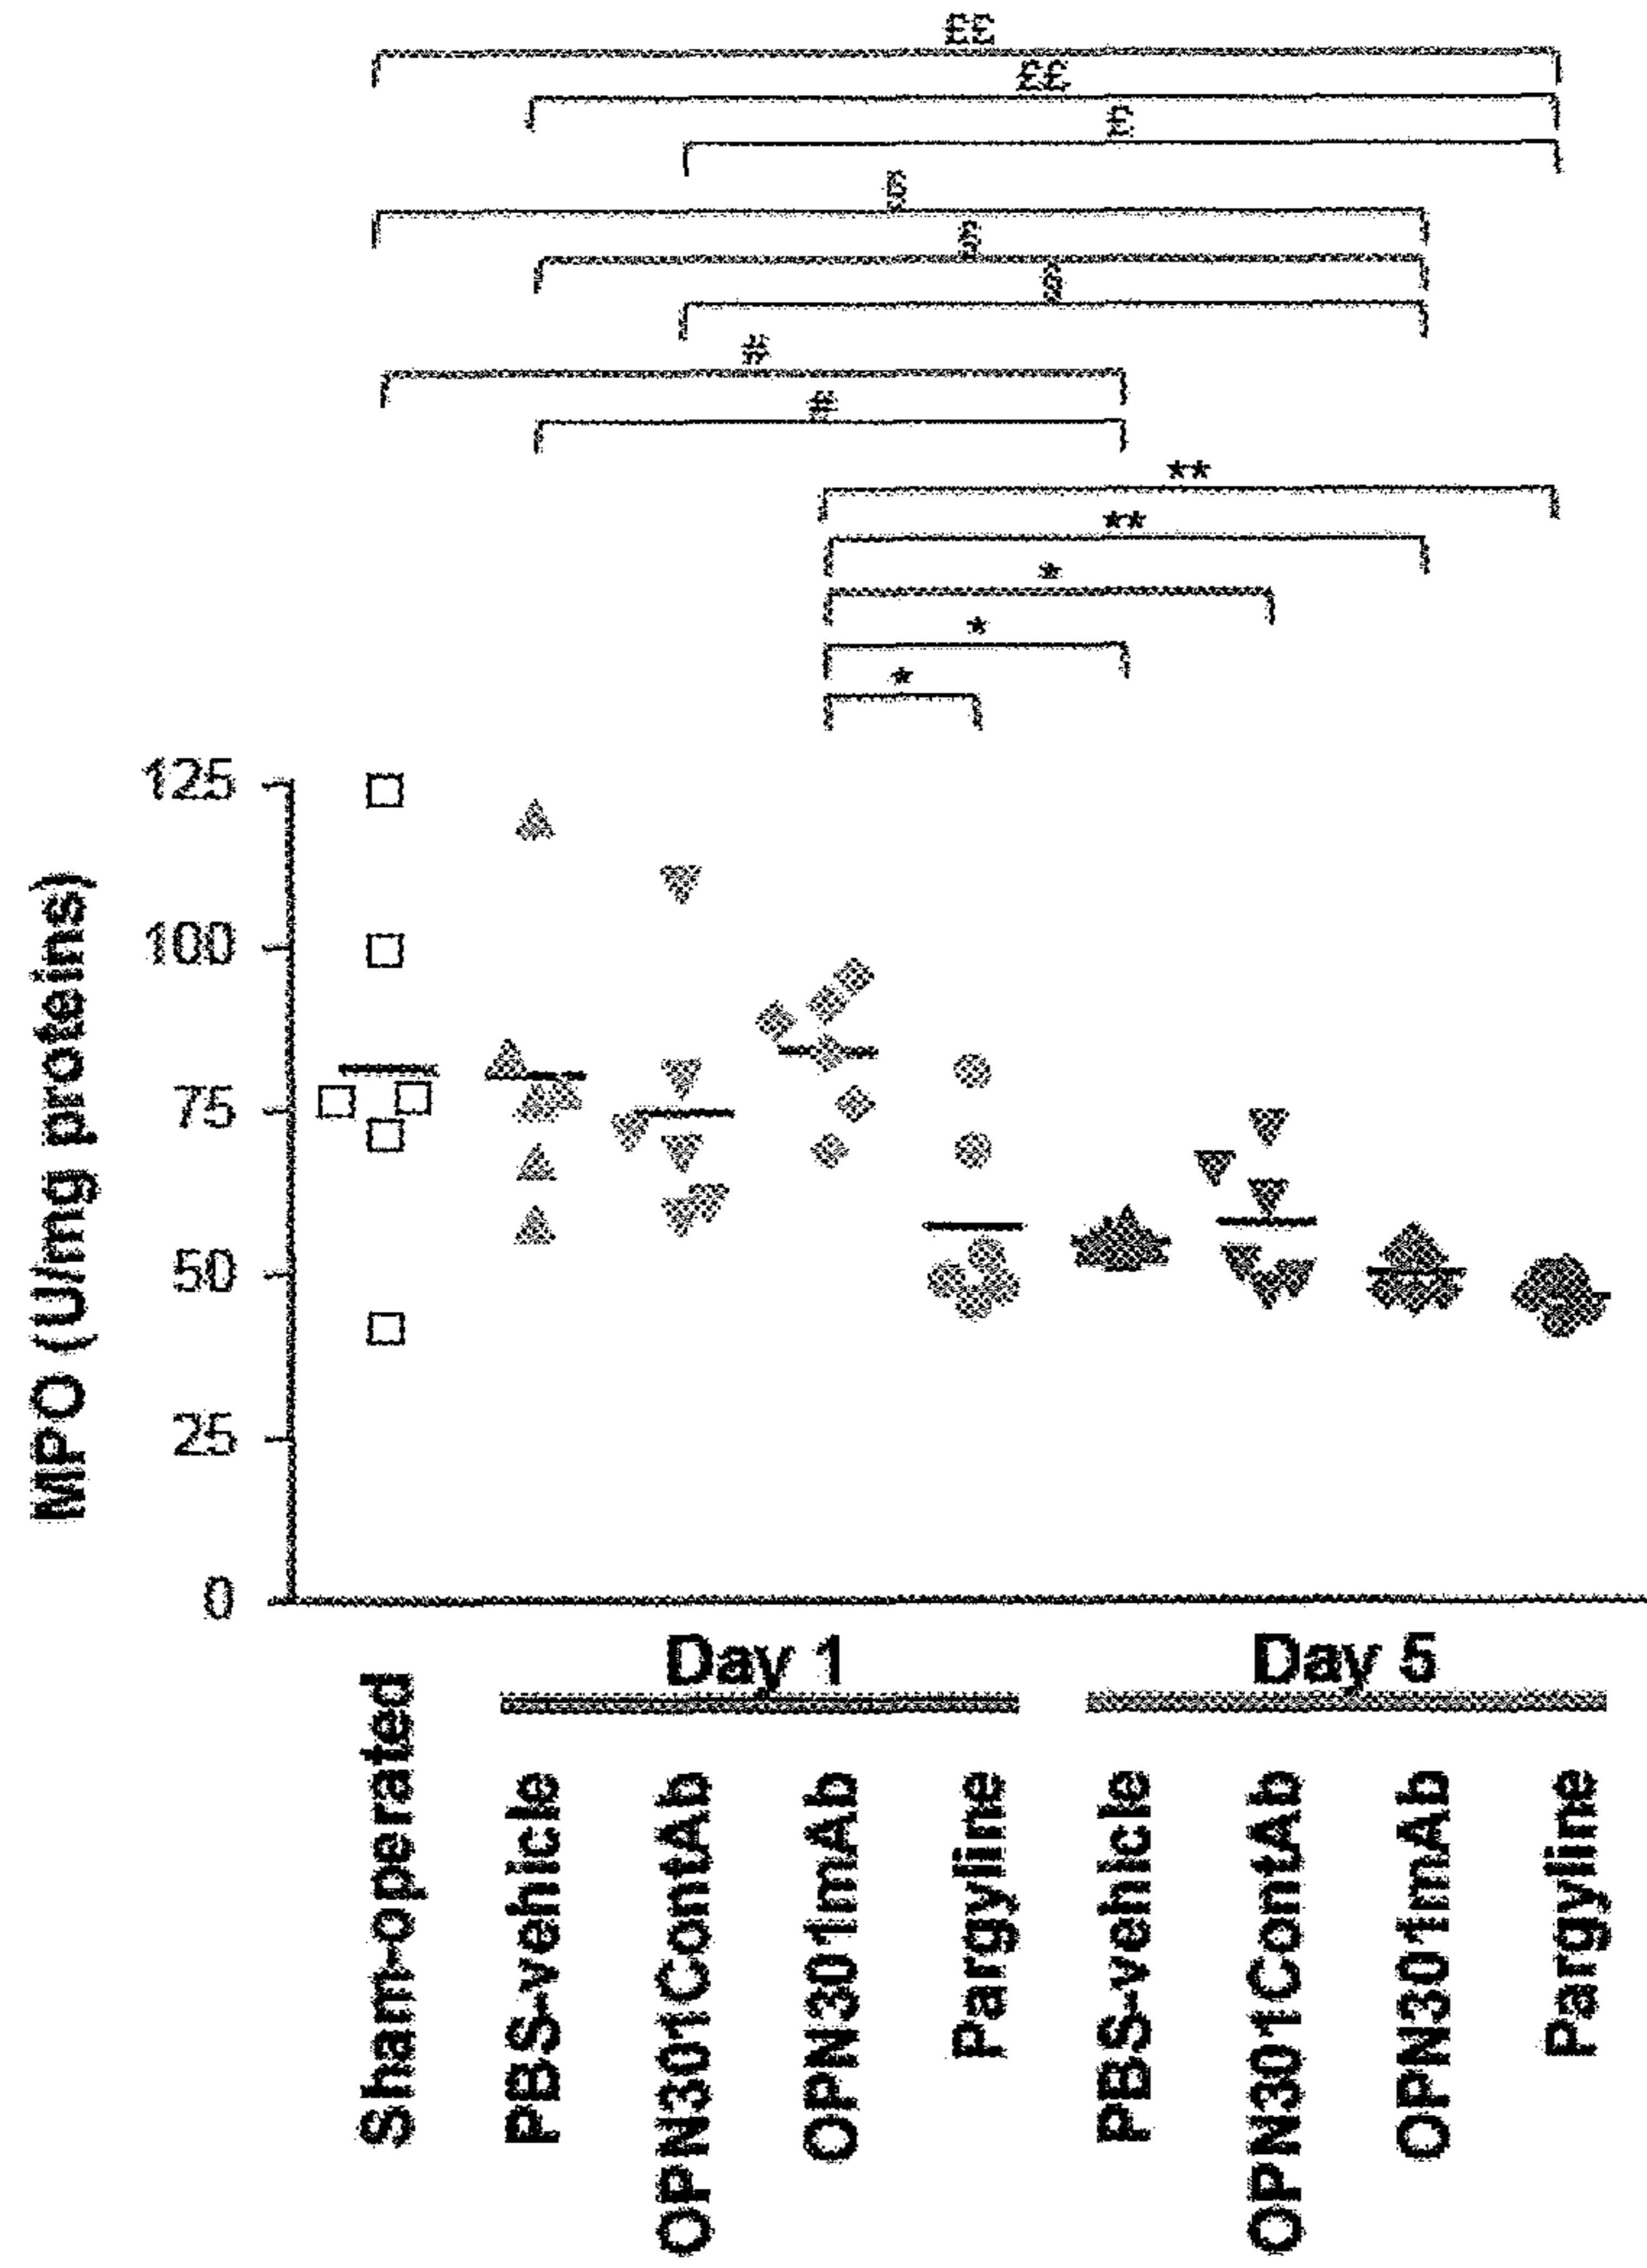 ££
££
£
§
§
§
#
#
**
**
*
*
*
125
100
75
50
25
0
MPO (U/mg proteins)
Day 1
Day 5
Sham-operated
PBS-vehicle
OPN301ContAb
OPN301mAb
Pargyline
PBS-vehicle
OPN301ContAb
OPN301mAb
Pargyline